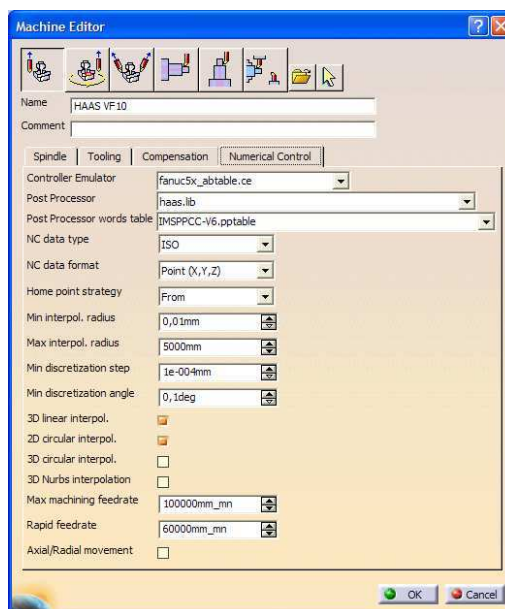 Machine Editor
Name HAAS VF10
Comment
Spindle Tooling Compensation Numerical Control
Controller Emulator fanuc5x_abtable.ce
Post Processor haas.lib
Post Processor words table IMSPPCC-V6.pptable
NC data type ISO
NC data format Point (X,Y,Z)
Home point strategy From
Min interpol. radius 0,01mm
Max interpol. radius 5000mm
Min discretization step 1e-004mm
Min discretization angle 0,1deg
3D linear interpol.
2D circular interpol.
3D circular interpol.
3D Nurbs interpolation
Max machining feedrate 100000mm_mn
Rapid feedrate 60000mm_mn
Axial/Radial movement
OK Cancel